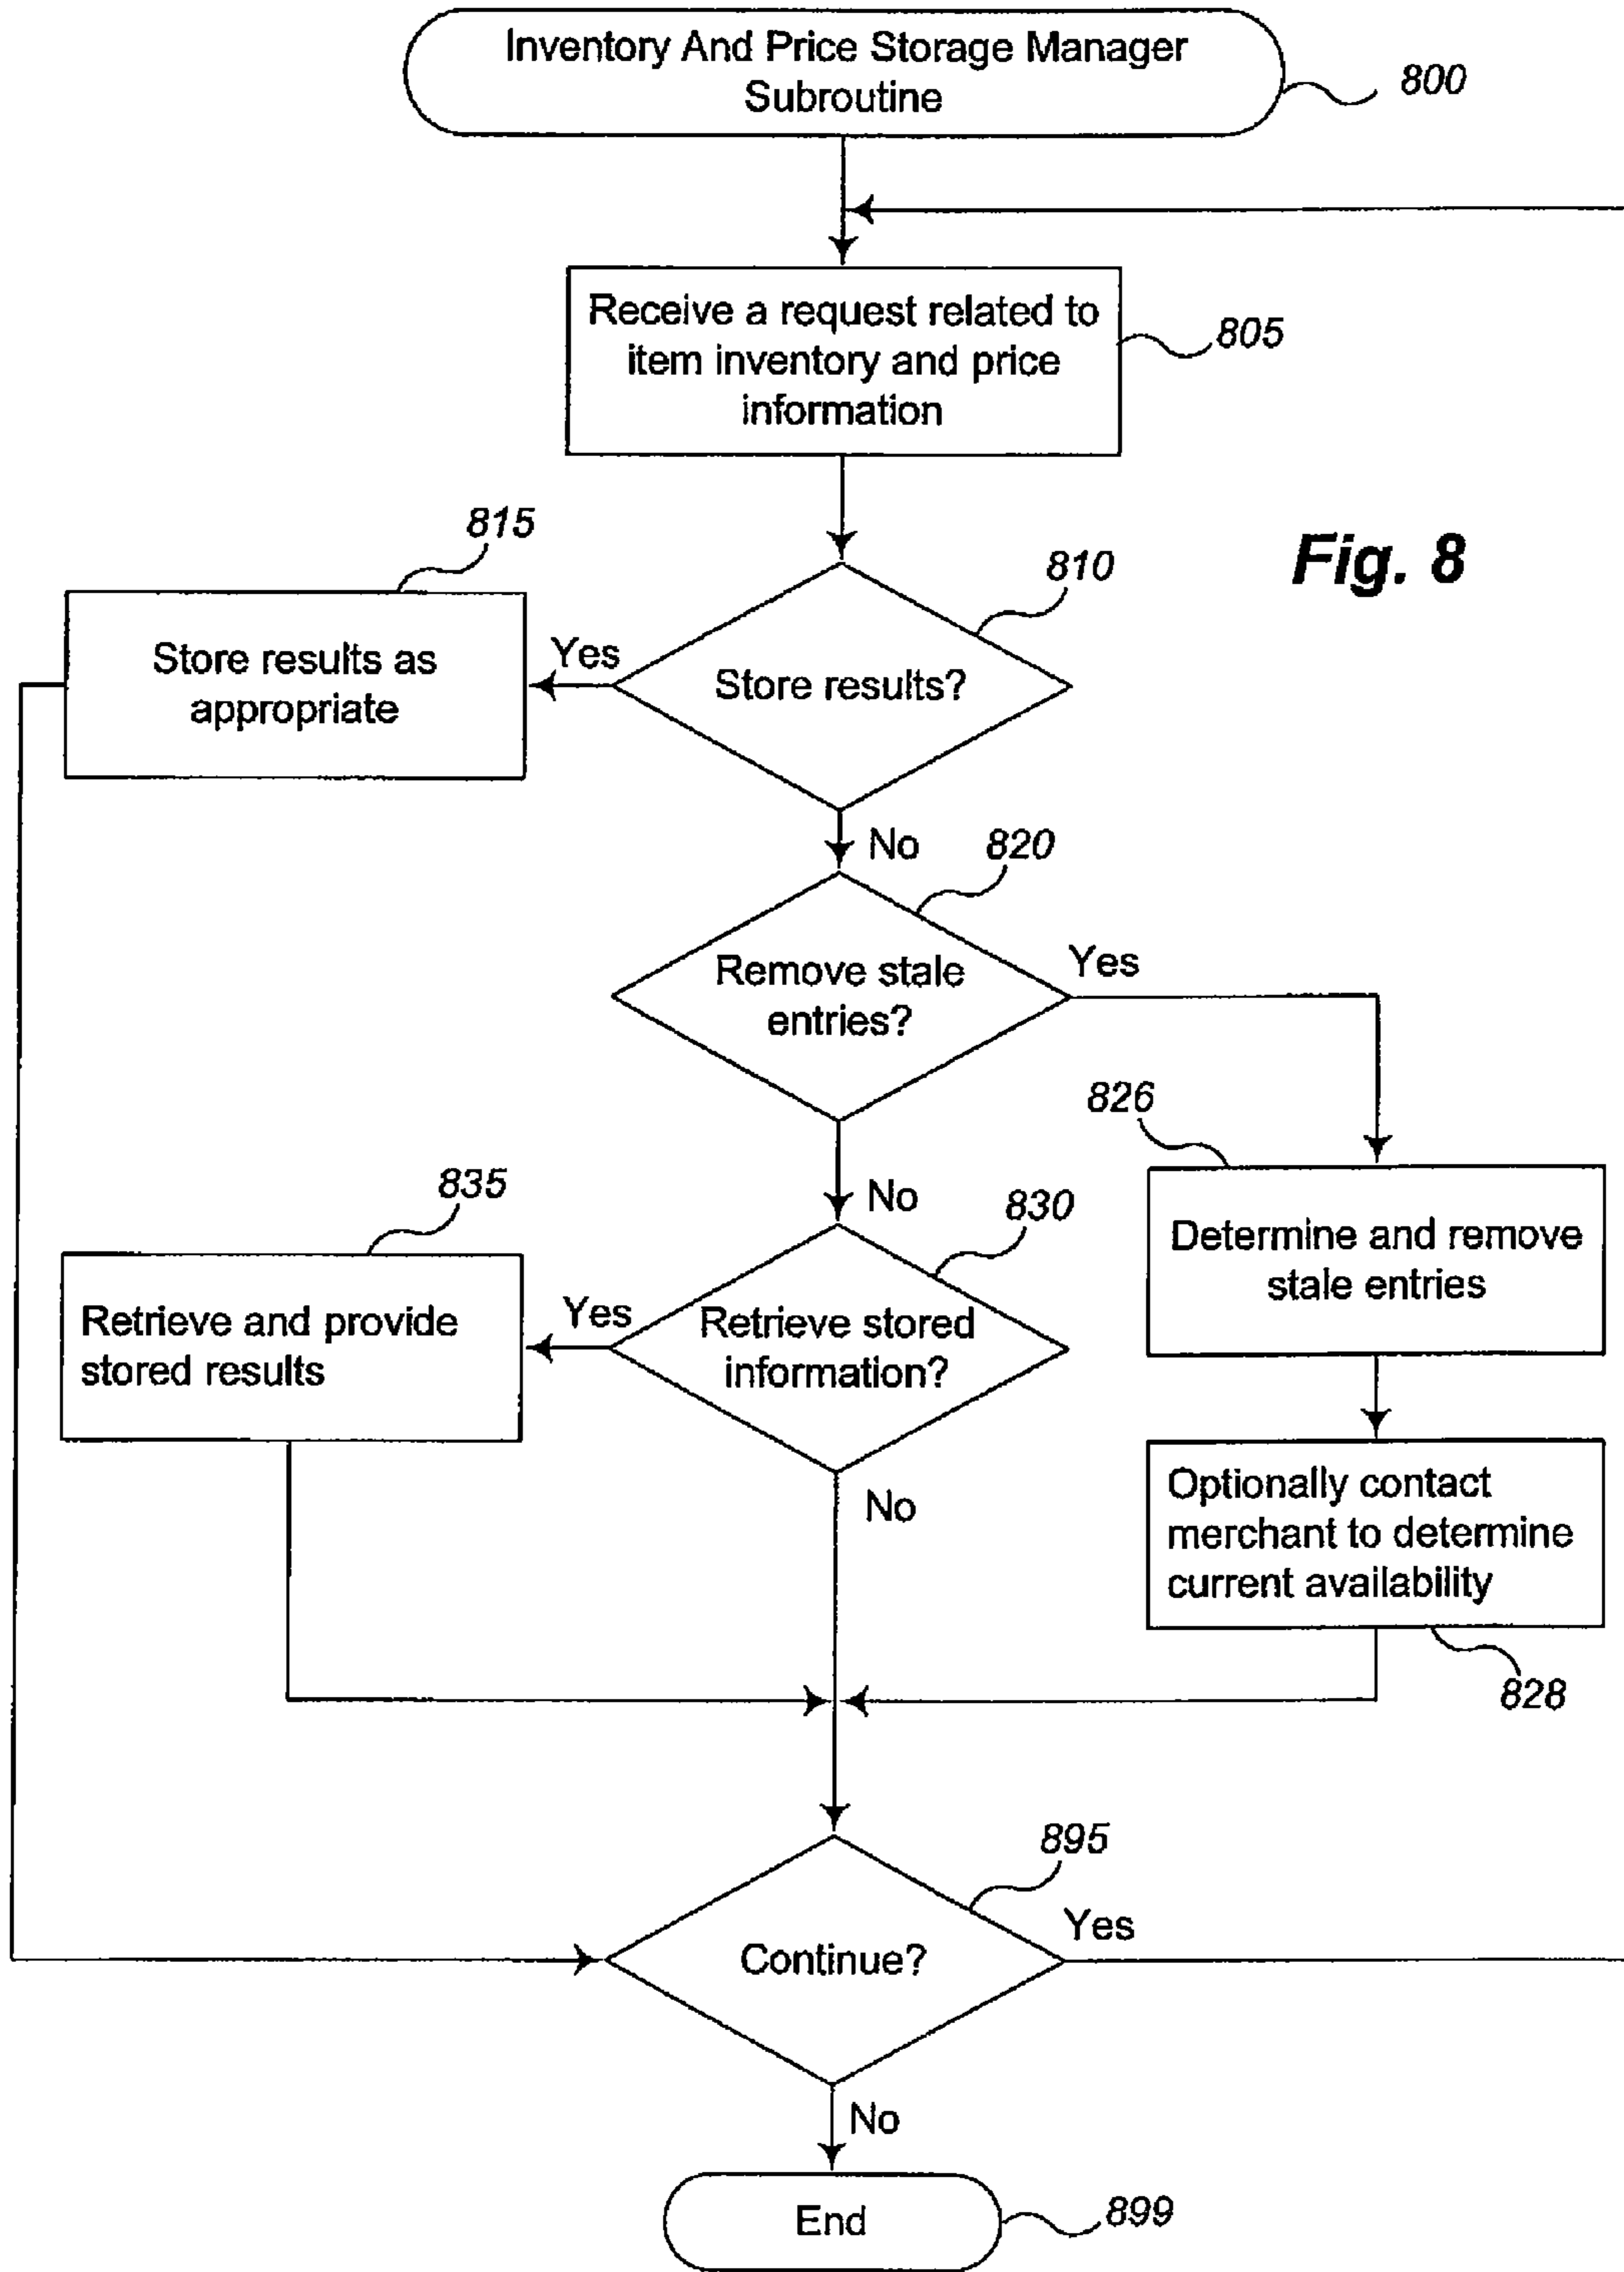 Inventory And Price Storage Manager
Subroutine
800
Receive a request related to
item inventory and price
information
805
Fig. 8
815
810
Store results as
appropriate
Yes
Store results?
No
820
Remove stale
entries?
Yes
826
Determine and remove
stale entries
No
835
830
Retrieve and provide
stored results
Yes
Retrieve stored
information?
No
Optionally contact
merchant to determine
current availability
828
895
Continue?
Yes
No
End
899